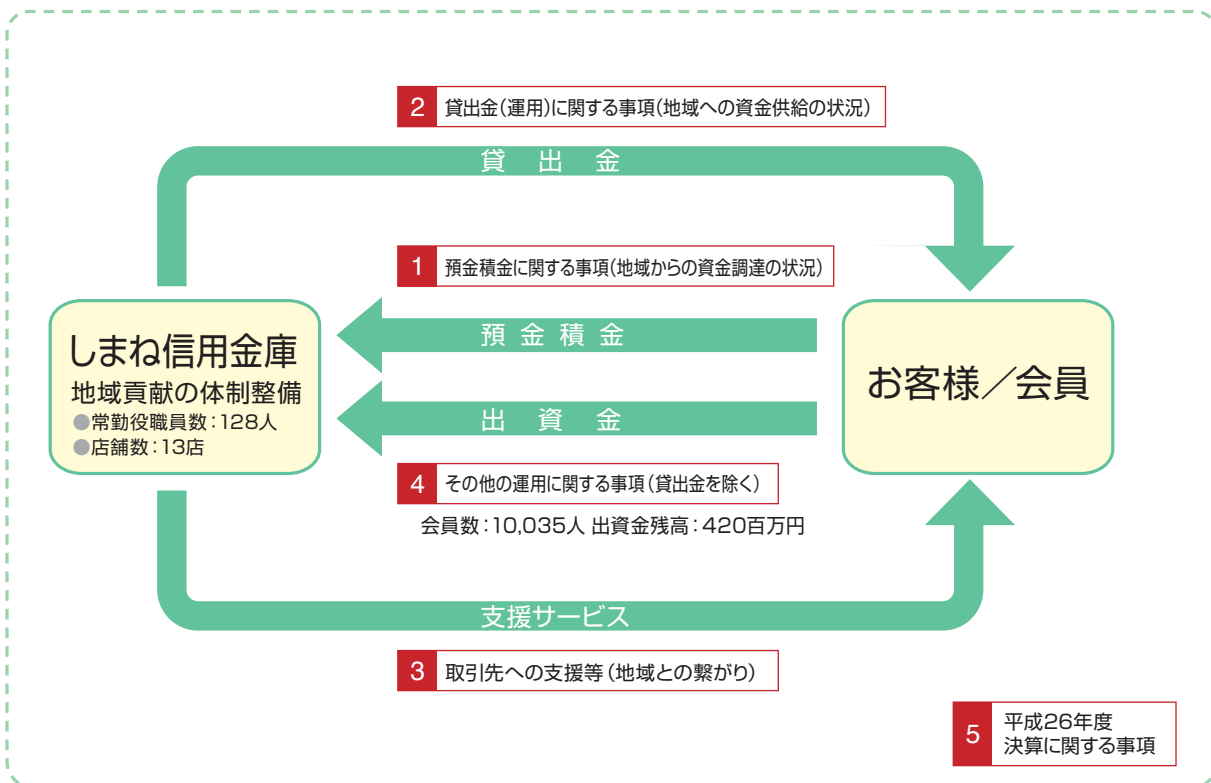 2 貸出金(運用)に関する事項(地域への資金供給の状況)
貸出金
1 預金積金に関する事項(地域からの資金調達の状況)
預金積金
しまね信用金庫
地域貢献の体制整備
●常勤役職員数:128人
●店舗数:13店
お客様/会員
出資金
4 その他の運用に関する事項(貸出金を除く)
会員数:10,035人 出資金残高:420百万円
支援サービス
3 取引先への支援等(地域との繋がり)
5 平成26年度
決算に関する事項